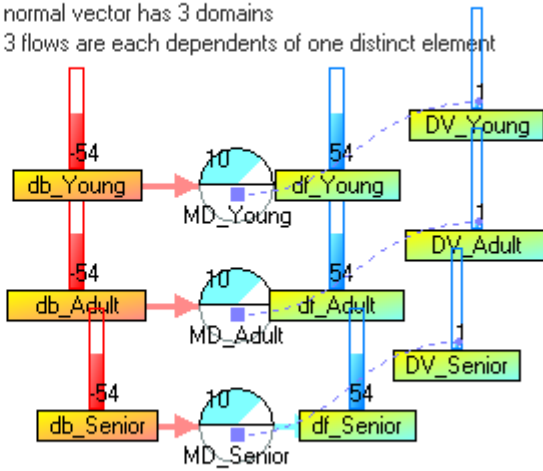 normal vector has 3 domains
3 flows are each dependents of one distinct element
1
DV_Young
-54
10
54
db_Young
df_Young
MD_Young
1
DV_Adult
-54
10
54
db_Adult
df_Adult
MD_Adult
1
DV_Senior
-54
10
54
db_Senior
df_Senior
MD_Senior